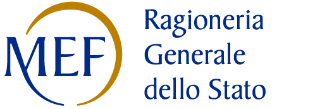 MEF
Ragioneria
Generale
dello Stato